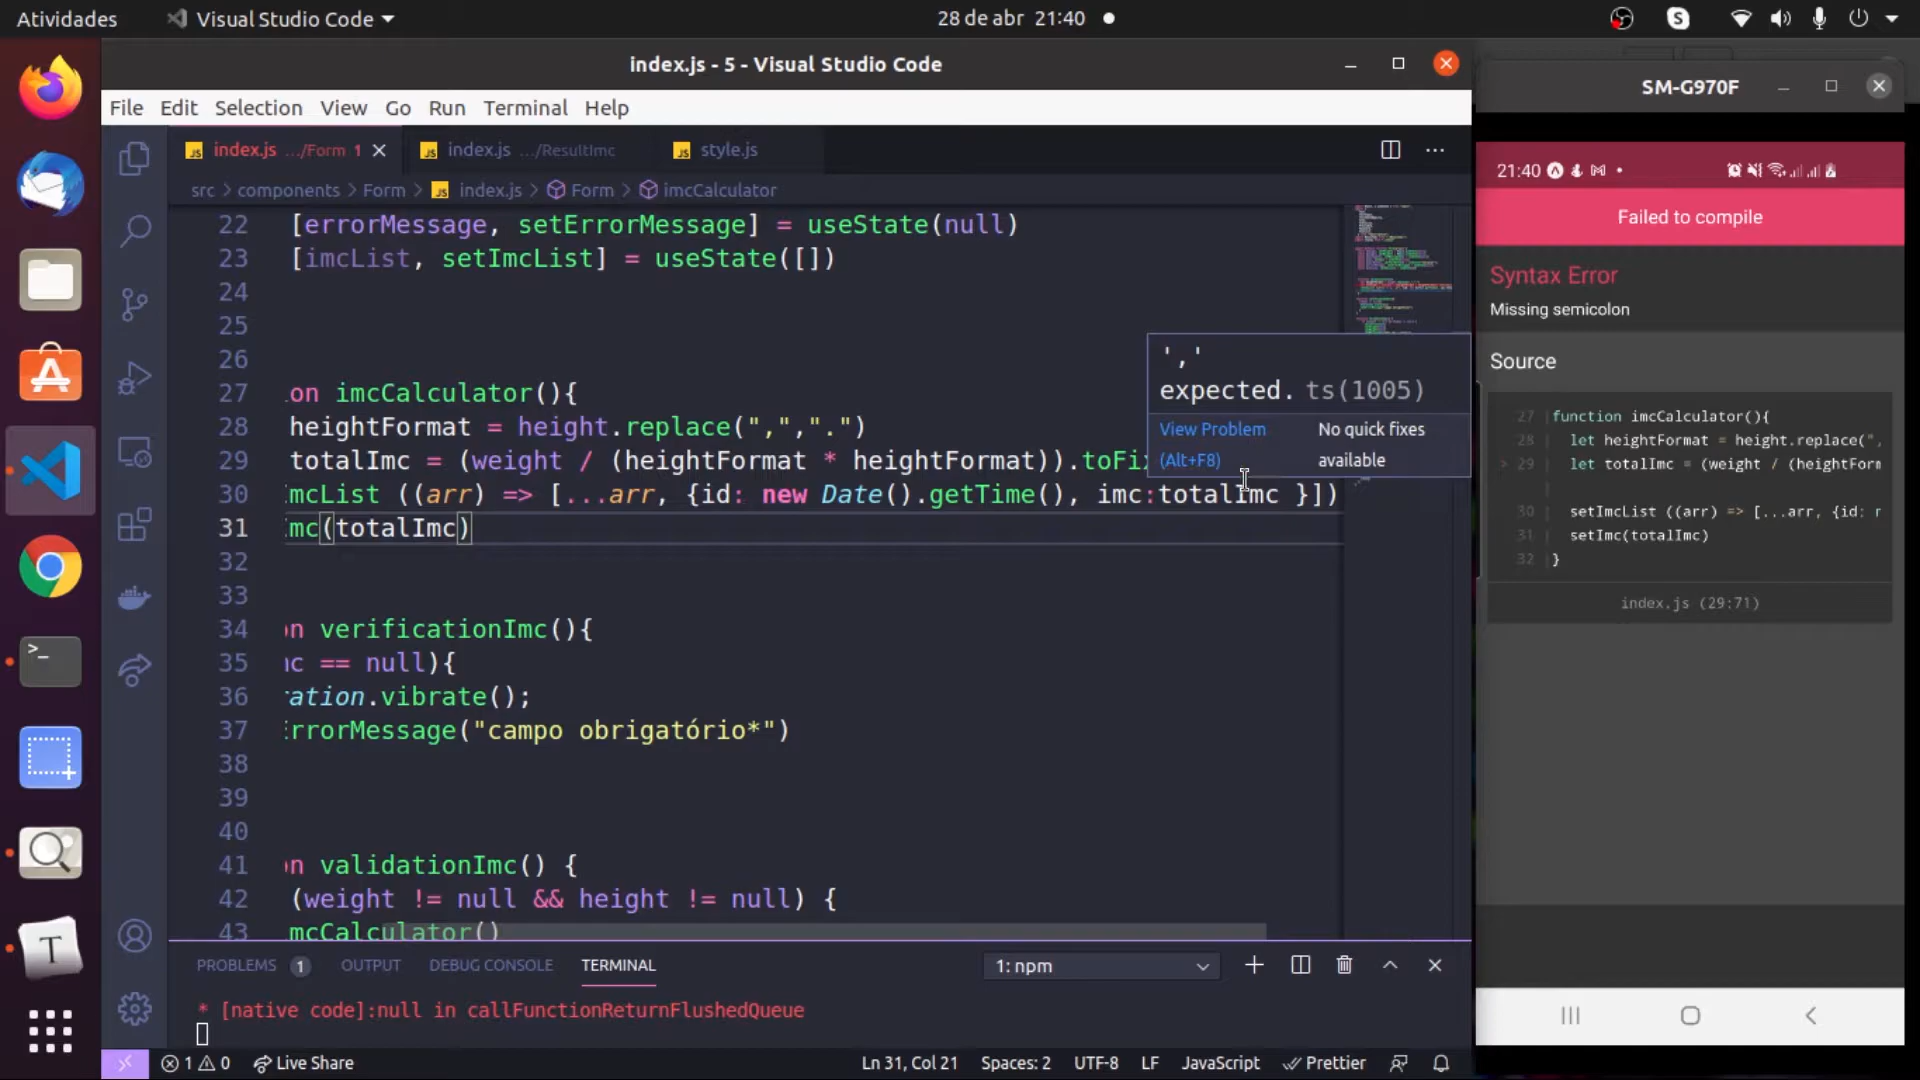 Atividades
Visual Studio Code
28 de abr 21:40
index.js - 5 - Visual Studio Code
File Edit Selection View Go Run Terminal Help
index.js .../Form 1
index.js .../ResultImc
style.js
src > components > Form > index.js > Form > imcCalculator
22 [errorMessage, setErrorMessage] = useState(null)
23 [imcList, setImcList] = useState([])
24
25
26
27 on imcCalculator(){
28 heightFormat = height.replace(",",".")
29 totalImc = (weight / (heightFormat * heightFormat)).toFi
30 mcList ((arr) => [...arr, {id: new Date().getTime(), imc:totalImc }])
31 mc(totalImc)
32
33
34 n verificationImc(){
35 c == null){
36 ation.vibrate();
37 rrorMessage("campo obrigatório*")
38
39
40
41 n validationImc() {
42 (weight != null && height != null) {
43 mcCalculator()
','
expected. ts(1005)
View Problem (Alt+F8)
No quick fixes available
PROBLEMS 1 OUTPUT DEBUG CONSOLE TERMINAL
1: npm
* [native code]:null in callFunctionReturnFlushedQueue
1 0 Live Share
Ln 31, Col 21 Spaces: 2 UTF-8 LF JavaScript Prettier
SM-G970F
21:40
Failed to compile
Syntax Error
Missing semicolon
Source
27 | function imcCalculator(){
28 | let heightFormat = height.replace(",
> 29 | let totalImc = (weight / (heightForm
|
30 | setImcList ((arr) => [...arr, {id: n
31 | setImc(totalImc)
32 | }
index.js (29:71)